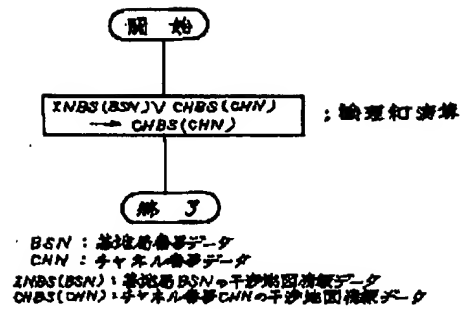 開 始
INBS(BSN)∨ CHBS(CHN)
→ CHBS(CHN)
;論理和演算
終 了
BSN:基地局番号データ
CHN:チャネル番号データ
INBS(BSN):基地局BSNの干渉地図情報データ
CHBS(CHN):チャネル番号CHNの干渉地図情報データ